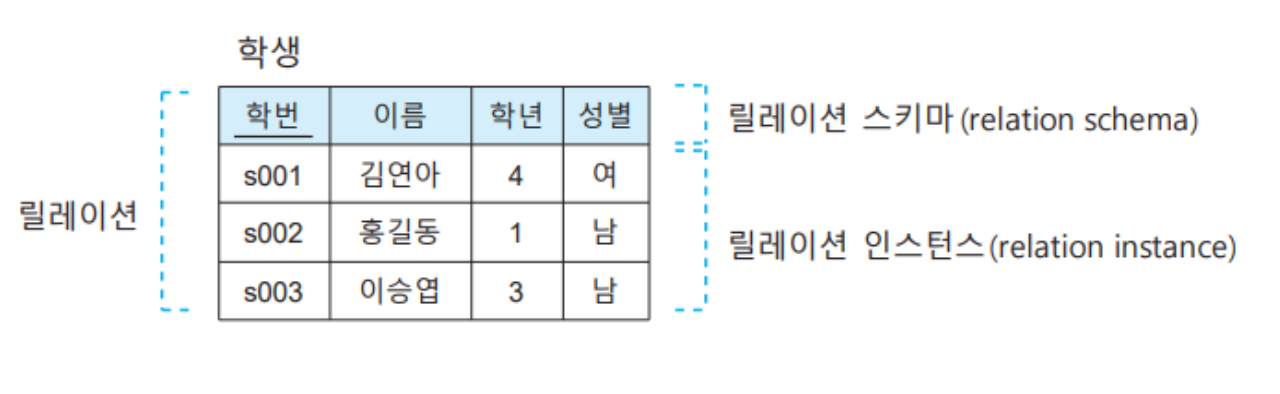 학생
학번 이름 학년 성별
릴레이션 스키마(relation schema)
s001 김연아 4 여
릴레이션
s002 홍길동 1 남
릴레이션 인스턴스(relation instance)
s003 이승엽 3 남